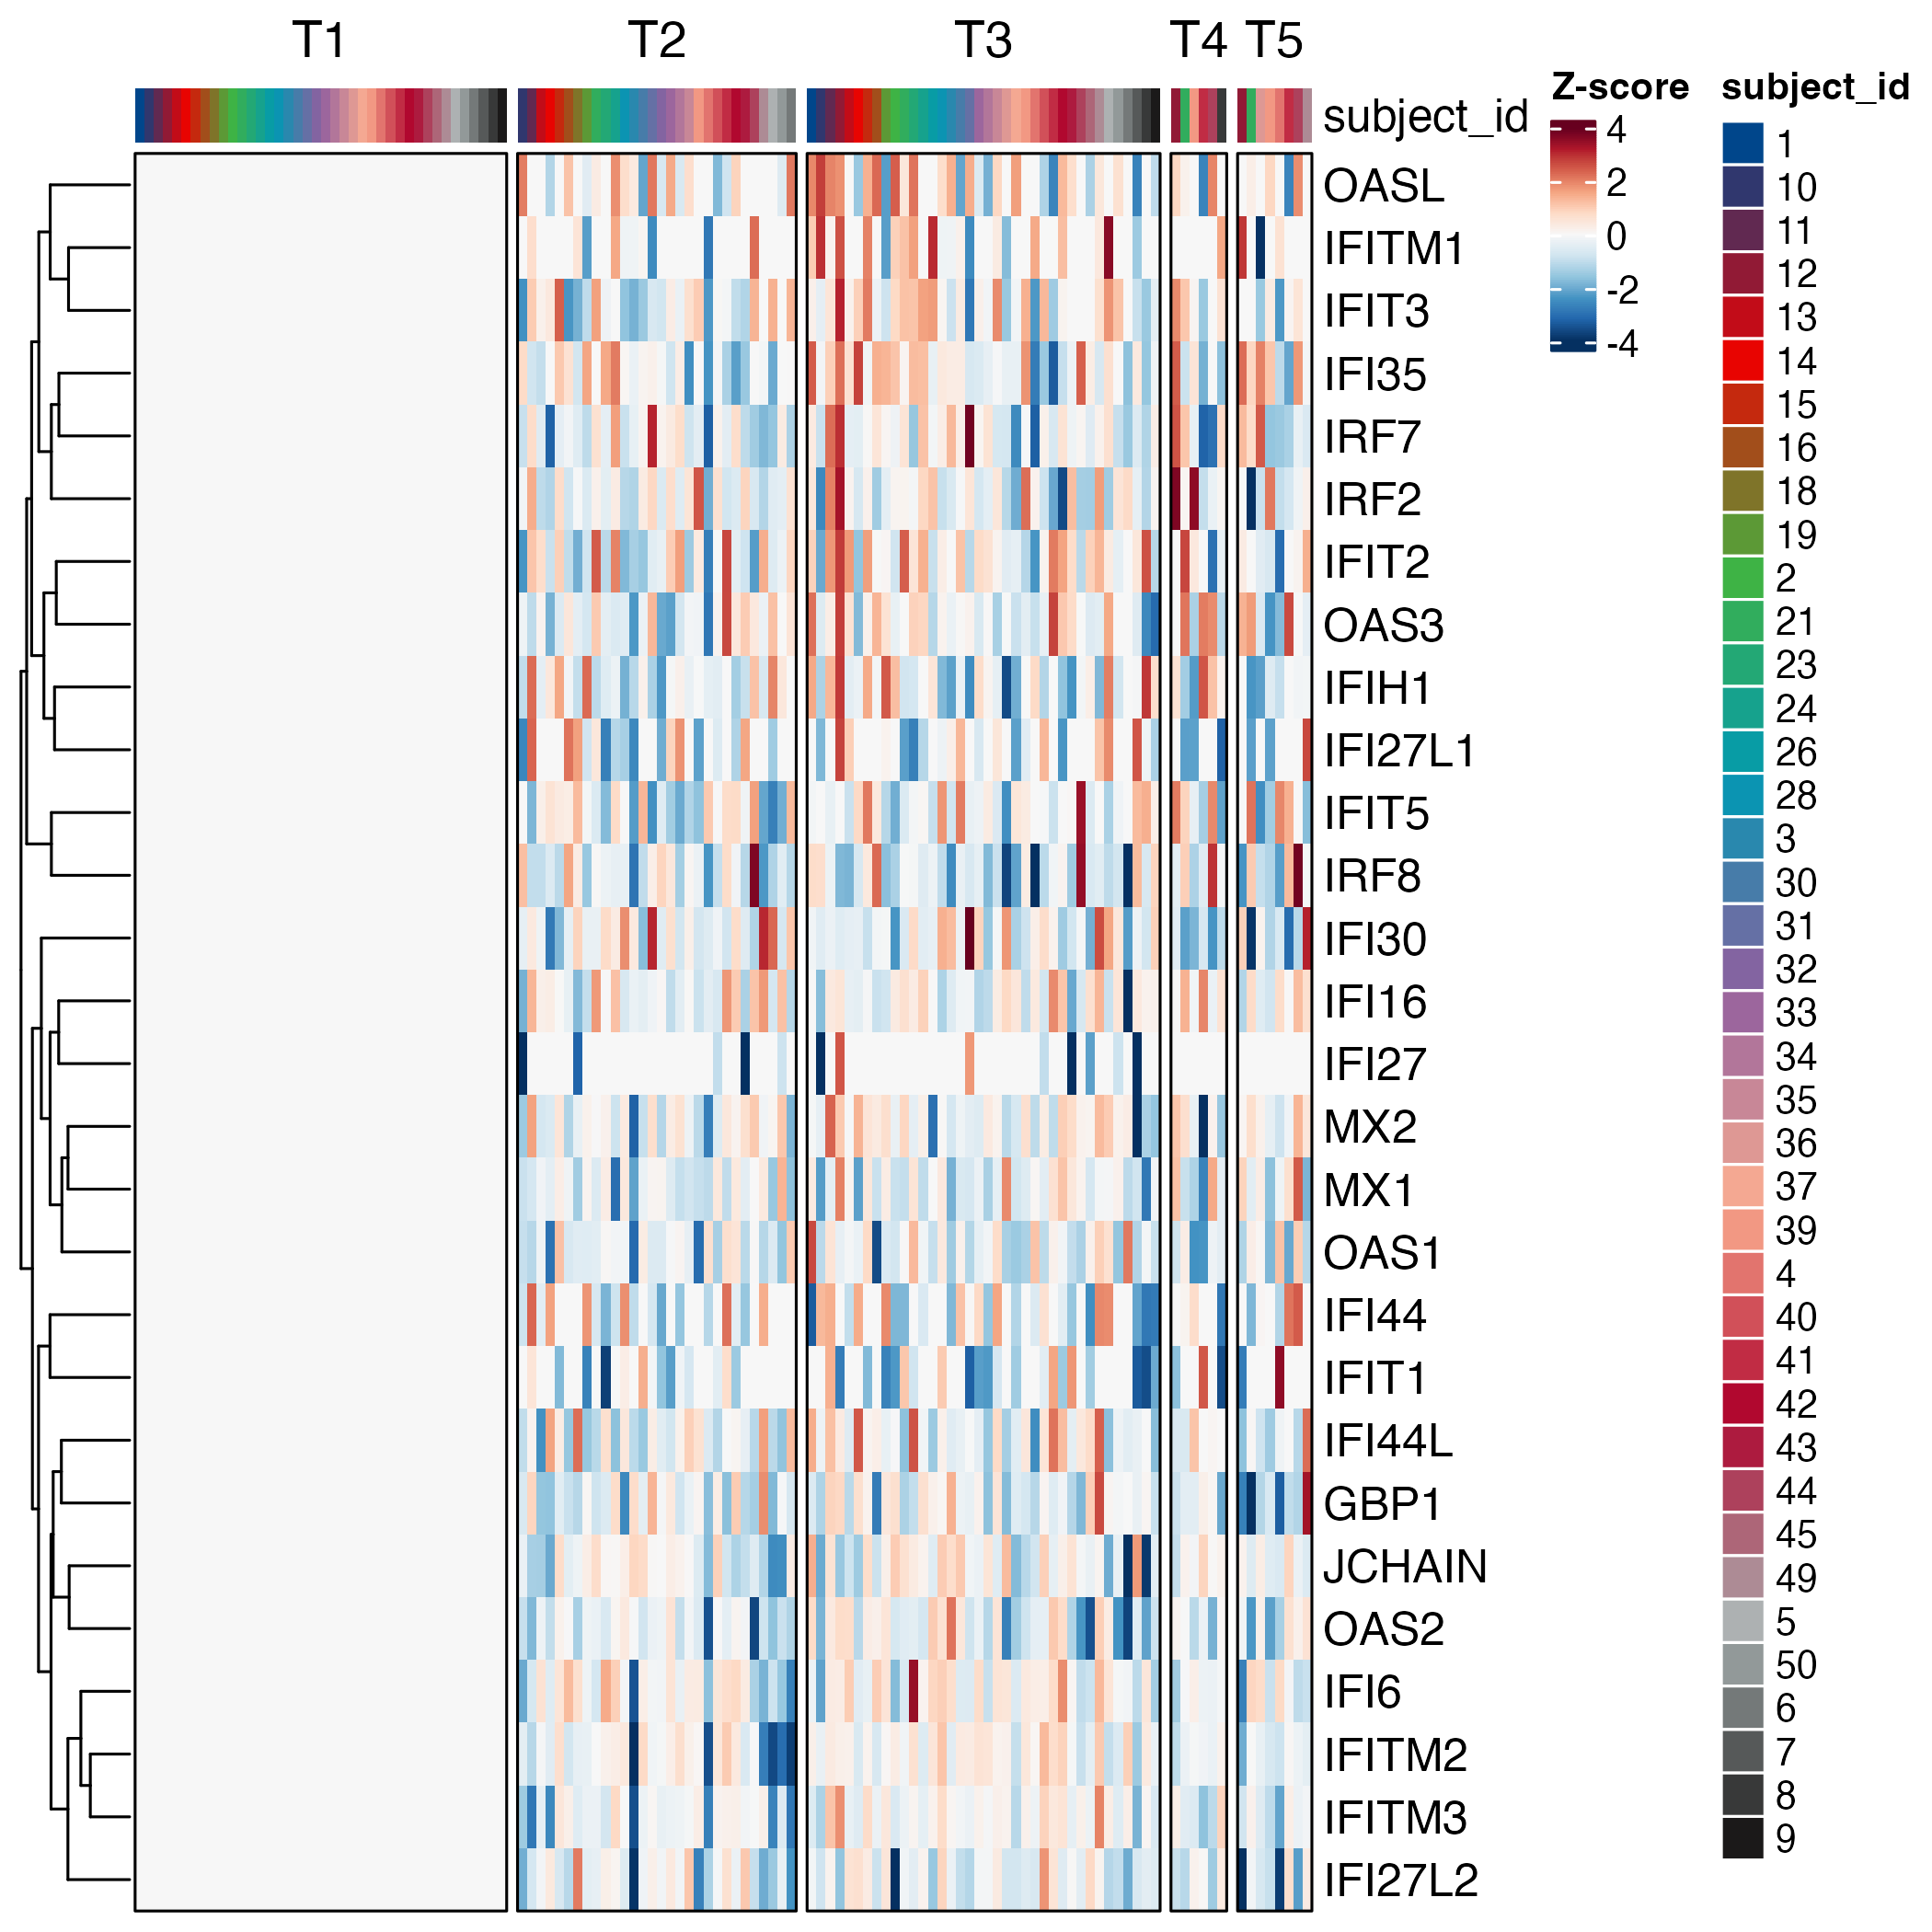 T1 T2 T3 T4 T5
subject_id
OASL
IFITM1
IFIT3
IFI35
IRF7
IRF2
IFIT2
OAS3
IFIH1
IFI27L1
IFIT5
IRF8
IFI30
IFI16
IFI27
MX2
MX1
OAS1
IFI44
IFIT1
IFI44L
GBP1
JCHAIN
OAS2
IFI6
IFITM2
IFITM3
IFI27L2
Z-score
4
2
0
-2
-4
subject_id
1
10
11
12
13
14
15
16
18
19
2
21
23
24
26
28
3
30
31
32
33
34
35
36
37
39
4
40
41
42
43
44
45
49
5
50
6
7
8
9